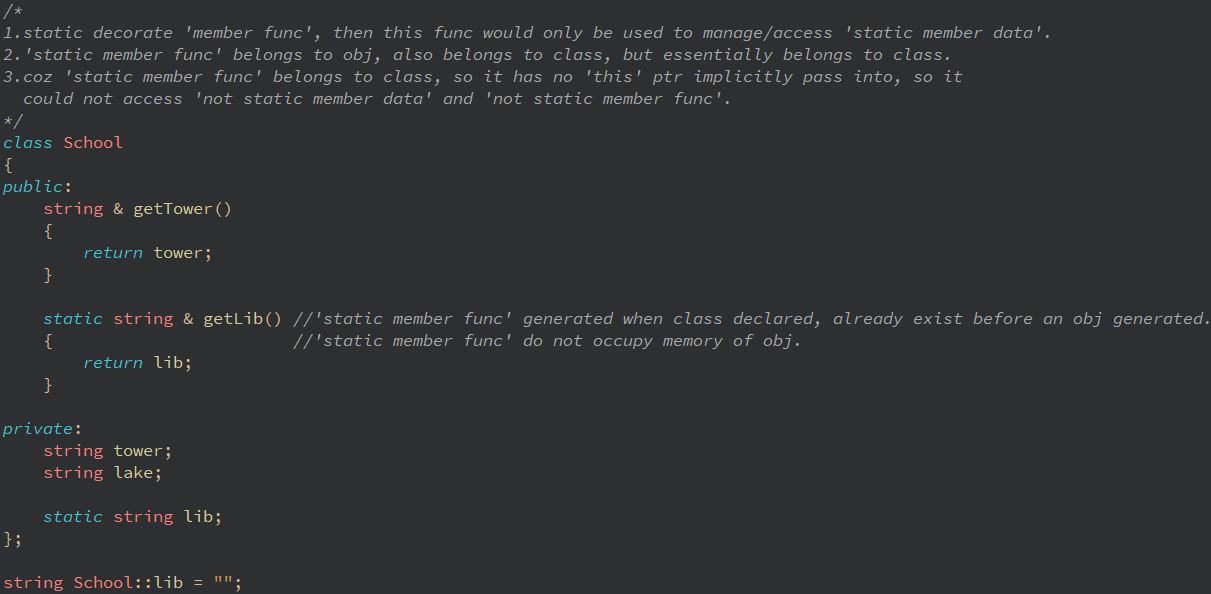 /*
1.static decorate 'member func', then this func would only be used to manage/access 'static member data'.
2.'static member func' belongs to obj, also belongs to class, but essentially belongs to class.
3.coz 'static member func' belongs to class, so it has no 'this' ptr implicitly pass into, so it
  could not access 'not static member data' and 'not static member func'.
*/
class School
{
public:
    string & getTower()
    {
        return tower;
    }

    static string & getLib() //'static member func' generated when class declared, already exist before an obj generated.
    {                        //'static member func' do not occupy memory of obj.
        return lib;
    }

private:
    string tower;
    string lake;

    static string lib;
};

string School::lib = "";